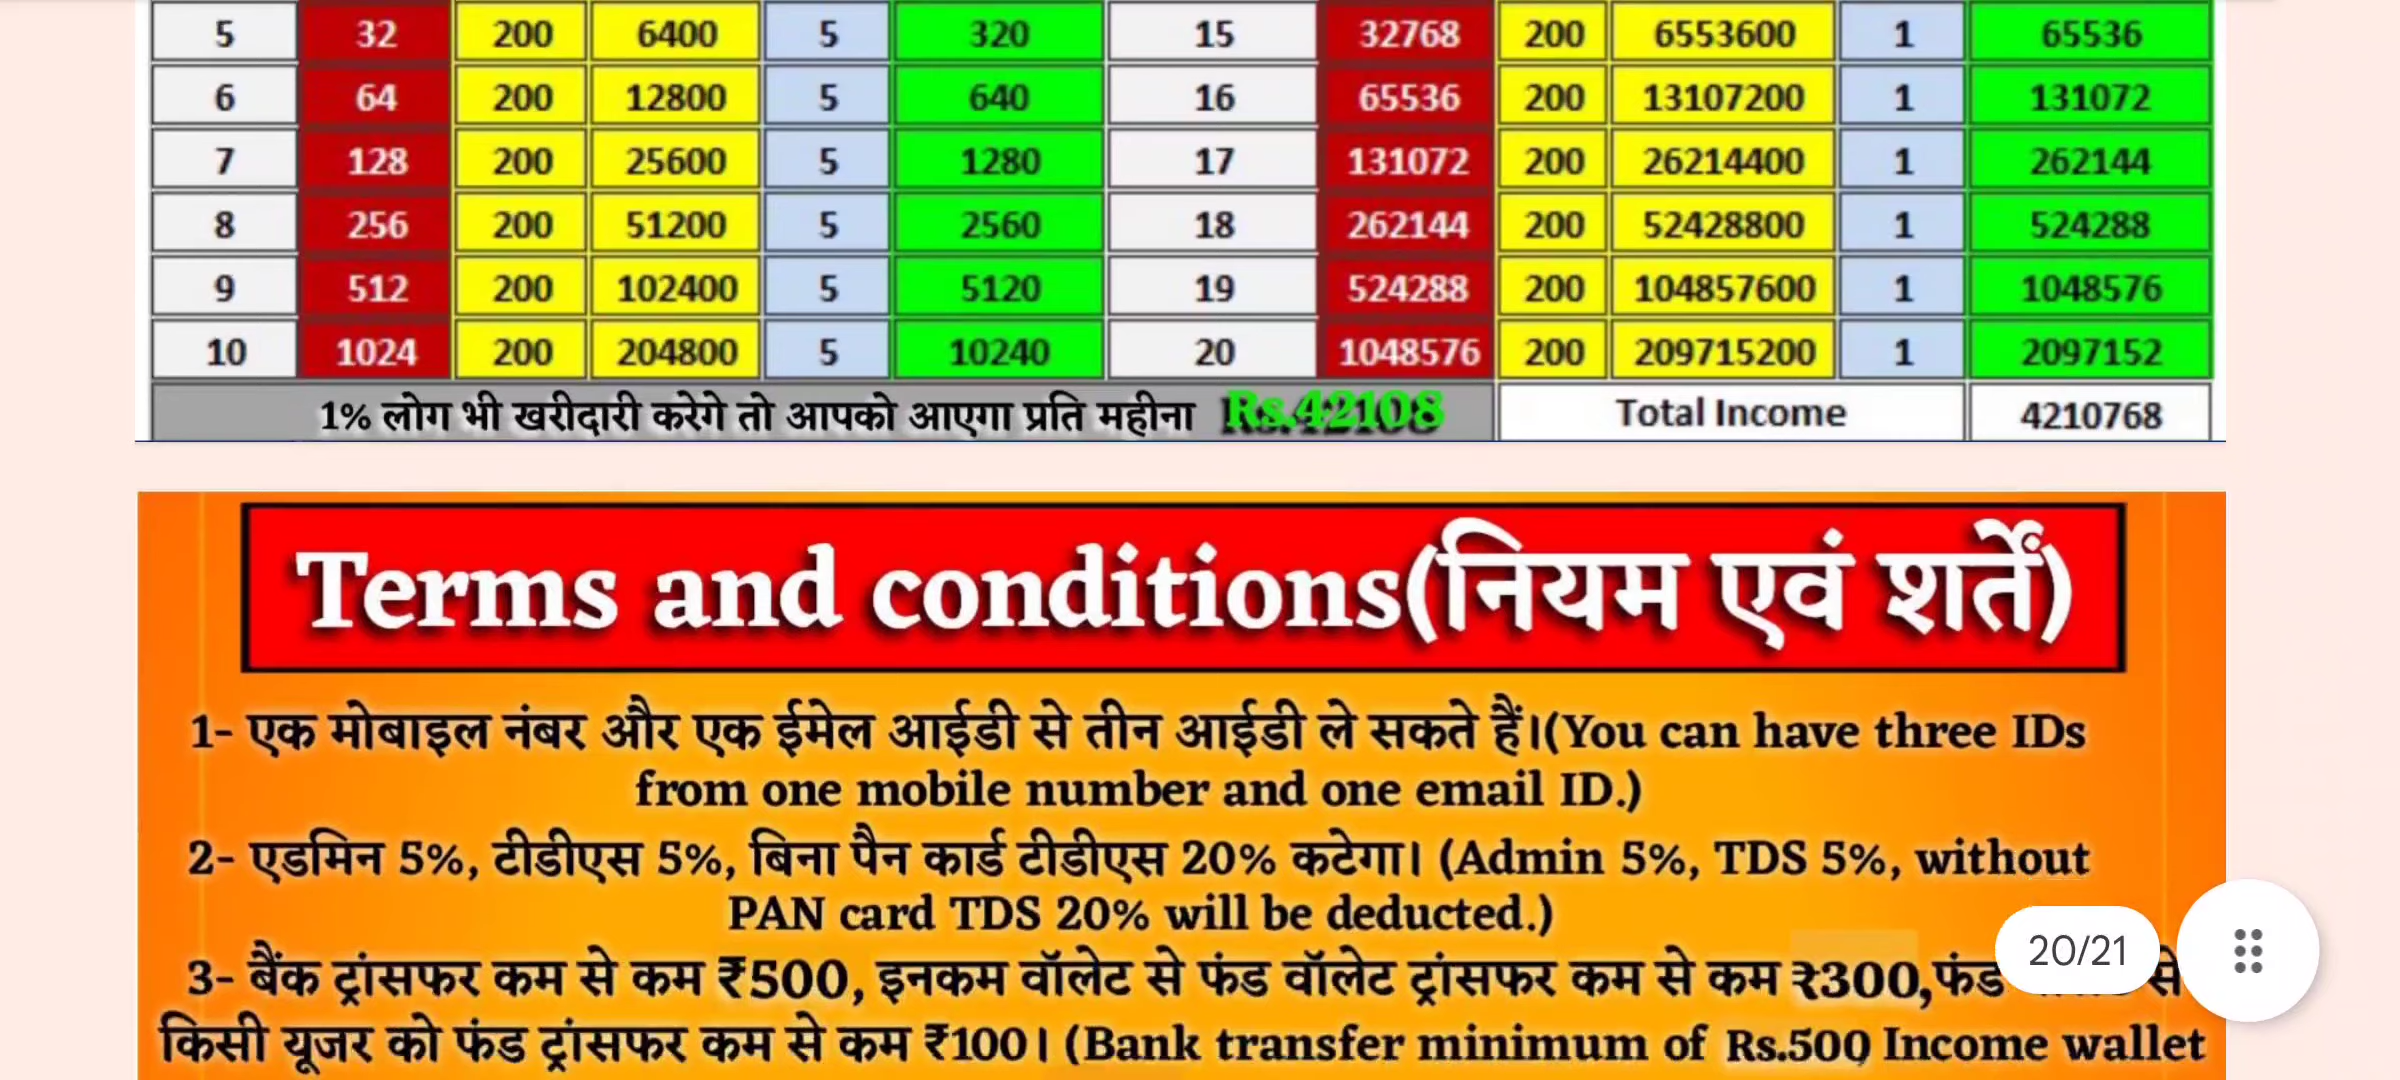 5 32 200 6400 5 320 15 32768 200 6553600 1 65536
6 64 200 12800 5 640 16 65536 200 13107200 1 131072
7 128 200 25600 5 1280 17 131072 200 26214400 1 262144
8 256 200 51200 5 2560 18 262144 200 52428800 1 524288
9 512 200 102400 5 5120 19 524288 200 104857600 1 1048576
10 1024 200 204800 5 10240 20 1048576 200 209715200 1 2097152
1% लोग भी खरीदारी करेगे तो आपको आएगा प्रति महीना Rs.42108 Total Income 4210768
Terms and conditions(नियम एवं शर्तें)
1- एक मोबाइल नंबर और एक ईमेल आईडी से तीन आईडी ले सकते हैं।(You can have three IDs
from one mobile number and one email ID.)
2- एडमिन 5%, टीडीएस 5%, बिना पैन कार्ड टीडीएस 20% कटेगा। (Admin 5%, TDS 5%, without
PAN card TDS 20% will be deducted.)
20/21
3- बैंक ट्रांसफर कम से कम ₹500, इनकम वॉलेट से फंड वॉलेट ट्रांसफर कम से कम ₹300,फंड से
किसी यूजर को फंड ट्रांसफर कम से कम ₹100। (Bank transfer minimum of Rs.500 Income wallet